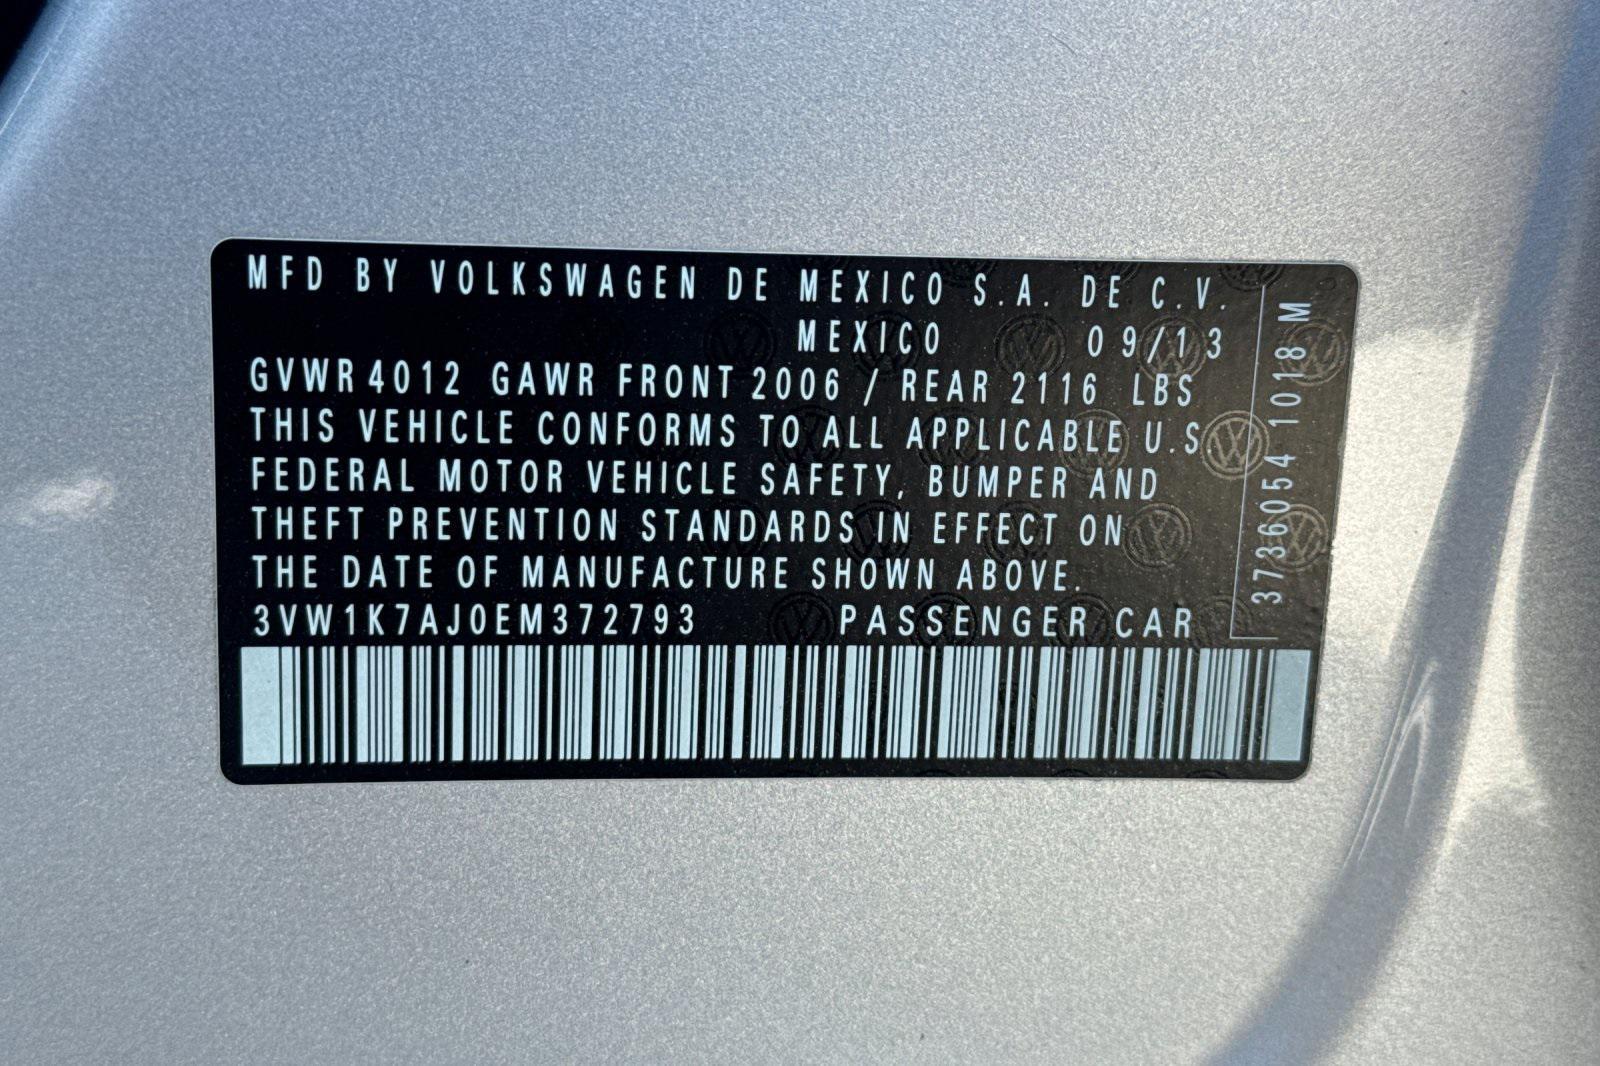 MFD BY VOLKSWAGEN DE MEXICO S.A. DE C.V.
MEXICO 09/13
GVWR 4012 GAWR FRONT 2006 / REAR 2116 LBS
THIS VEHICLE CONFORMS TO ALL APPLICABLE U.S.
FEDERAL MOTOR VEHICLE SAFETY, BUMPER AND
THEFT PREVENTION STANDARDS IN EFFECT ON
THE DATE OF MANUFACTURE SHOWN ABOVE.
3VW1K7AJ0EM372793 PASSENGER CAR
3736054 1018 M